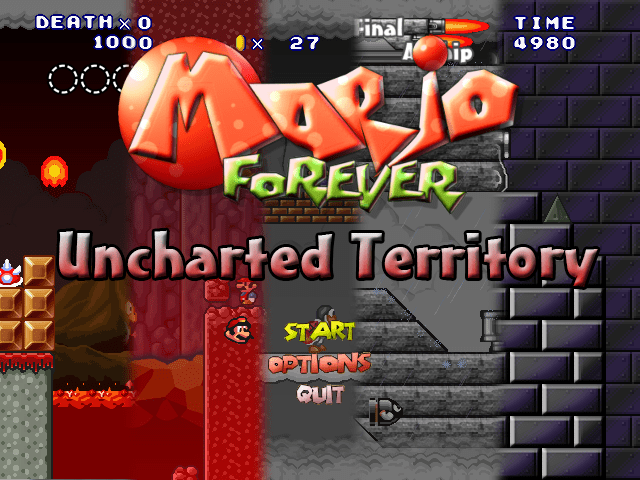 DEATH × 0
TIME
1000
× 27
4980
Final
MARIO
FOREVER
Uncharted Territory
START
OPTIONS
QUIT